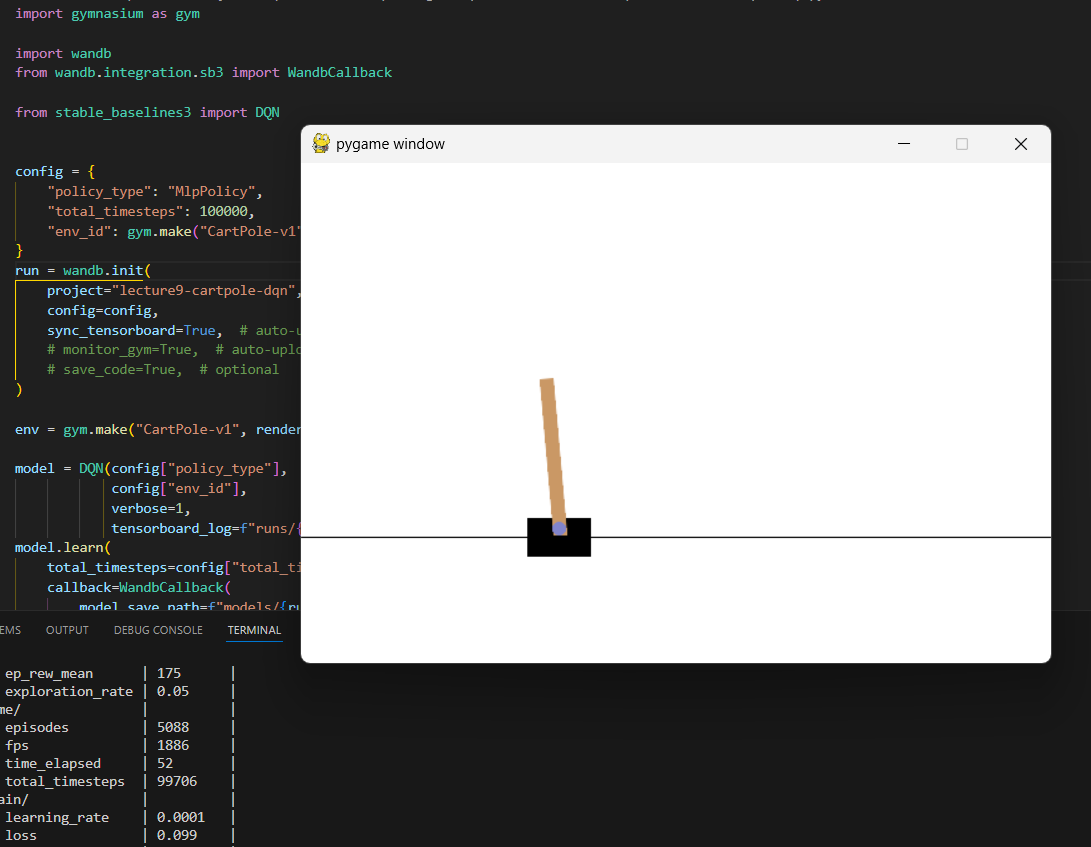 import gymnasium as gym
import wandb
from wandb.integration.sb3 import WandbCallback
from stable_baselines3 import DQN
pygame window
config = {
"policy_type": "MlpPolicy",
"total_timesteps": 100000,
"env_id": gym.make("CartPole-v1"
}
run = wandb.init(
project="lecture9-cartpole-dqn",
config=config,
sync_tensorboard=True,  # auto-u
# monitor_gym=True,  # auto-uplo
# save_code=True,  # optional
)
env = gym.make("CartPole-v1", render
model = DQN(config["policy_type"],
config["env_id"],
verbose=1,
tensorboard_log=f"runs/{
model.learn(
total_timesteps=config["total_ti
callback=WandbCallback(
model_save_path=f"models/{ru
EMS OUTPUT DEBUG CONSOLE TERMINAL
ep_rew_mean | 175 |
exploration_rate | 0.05 |
me/ | |
episodes | 5088 |
fps | 1886 |
time_elapsed | 52 |
total_timesteps | 99706 |
ain/ | |
learning_rate | 0.0001 |
loss | 0.099 |